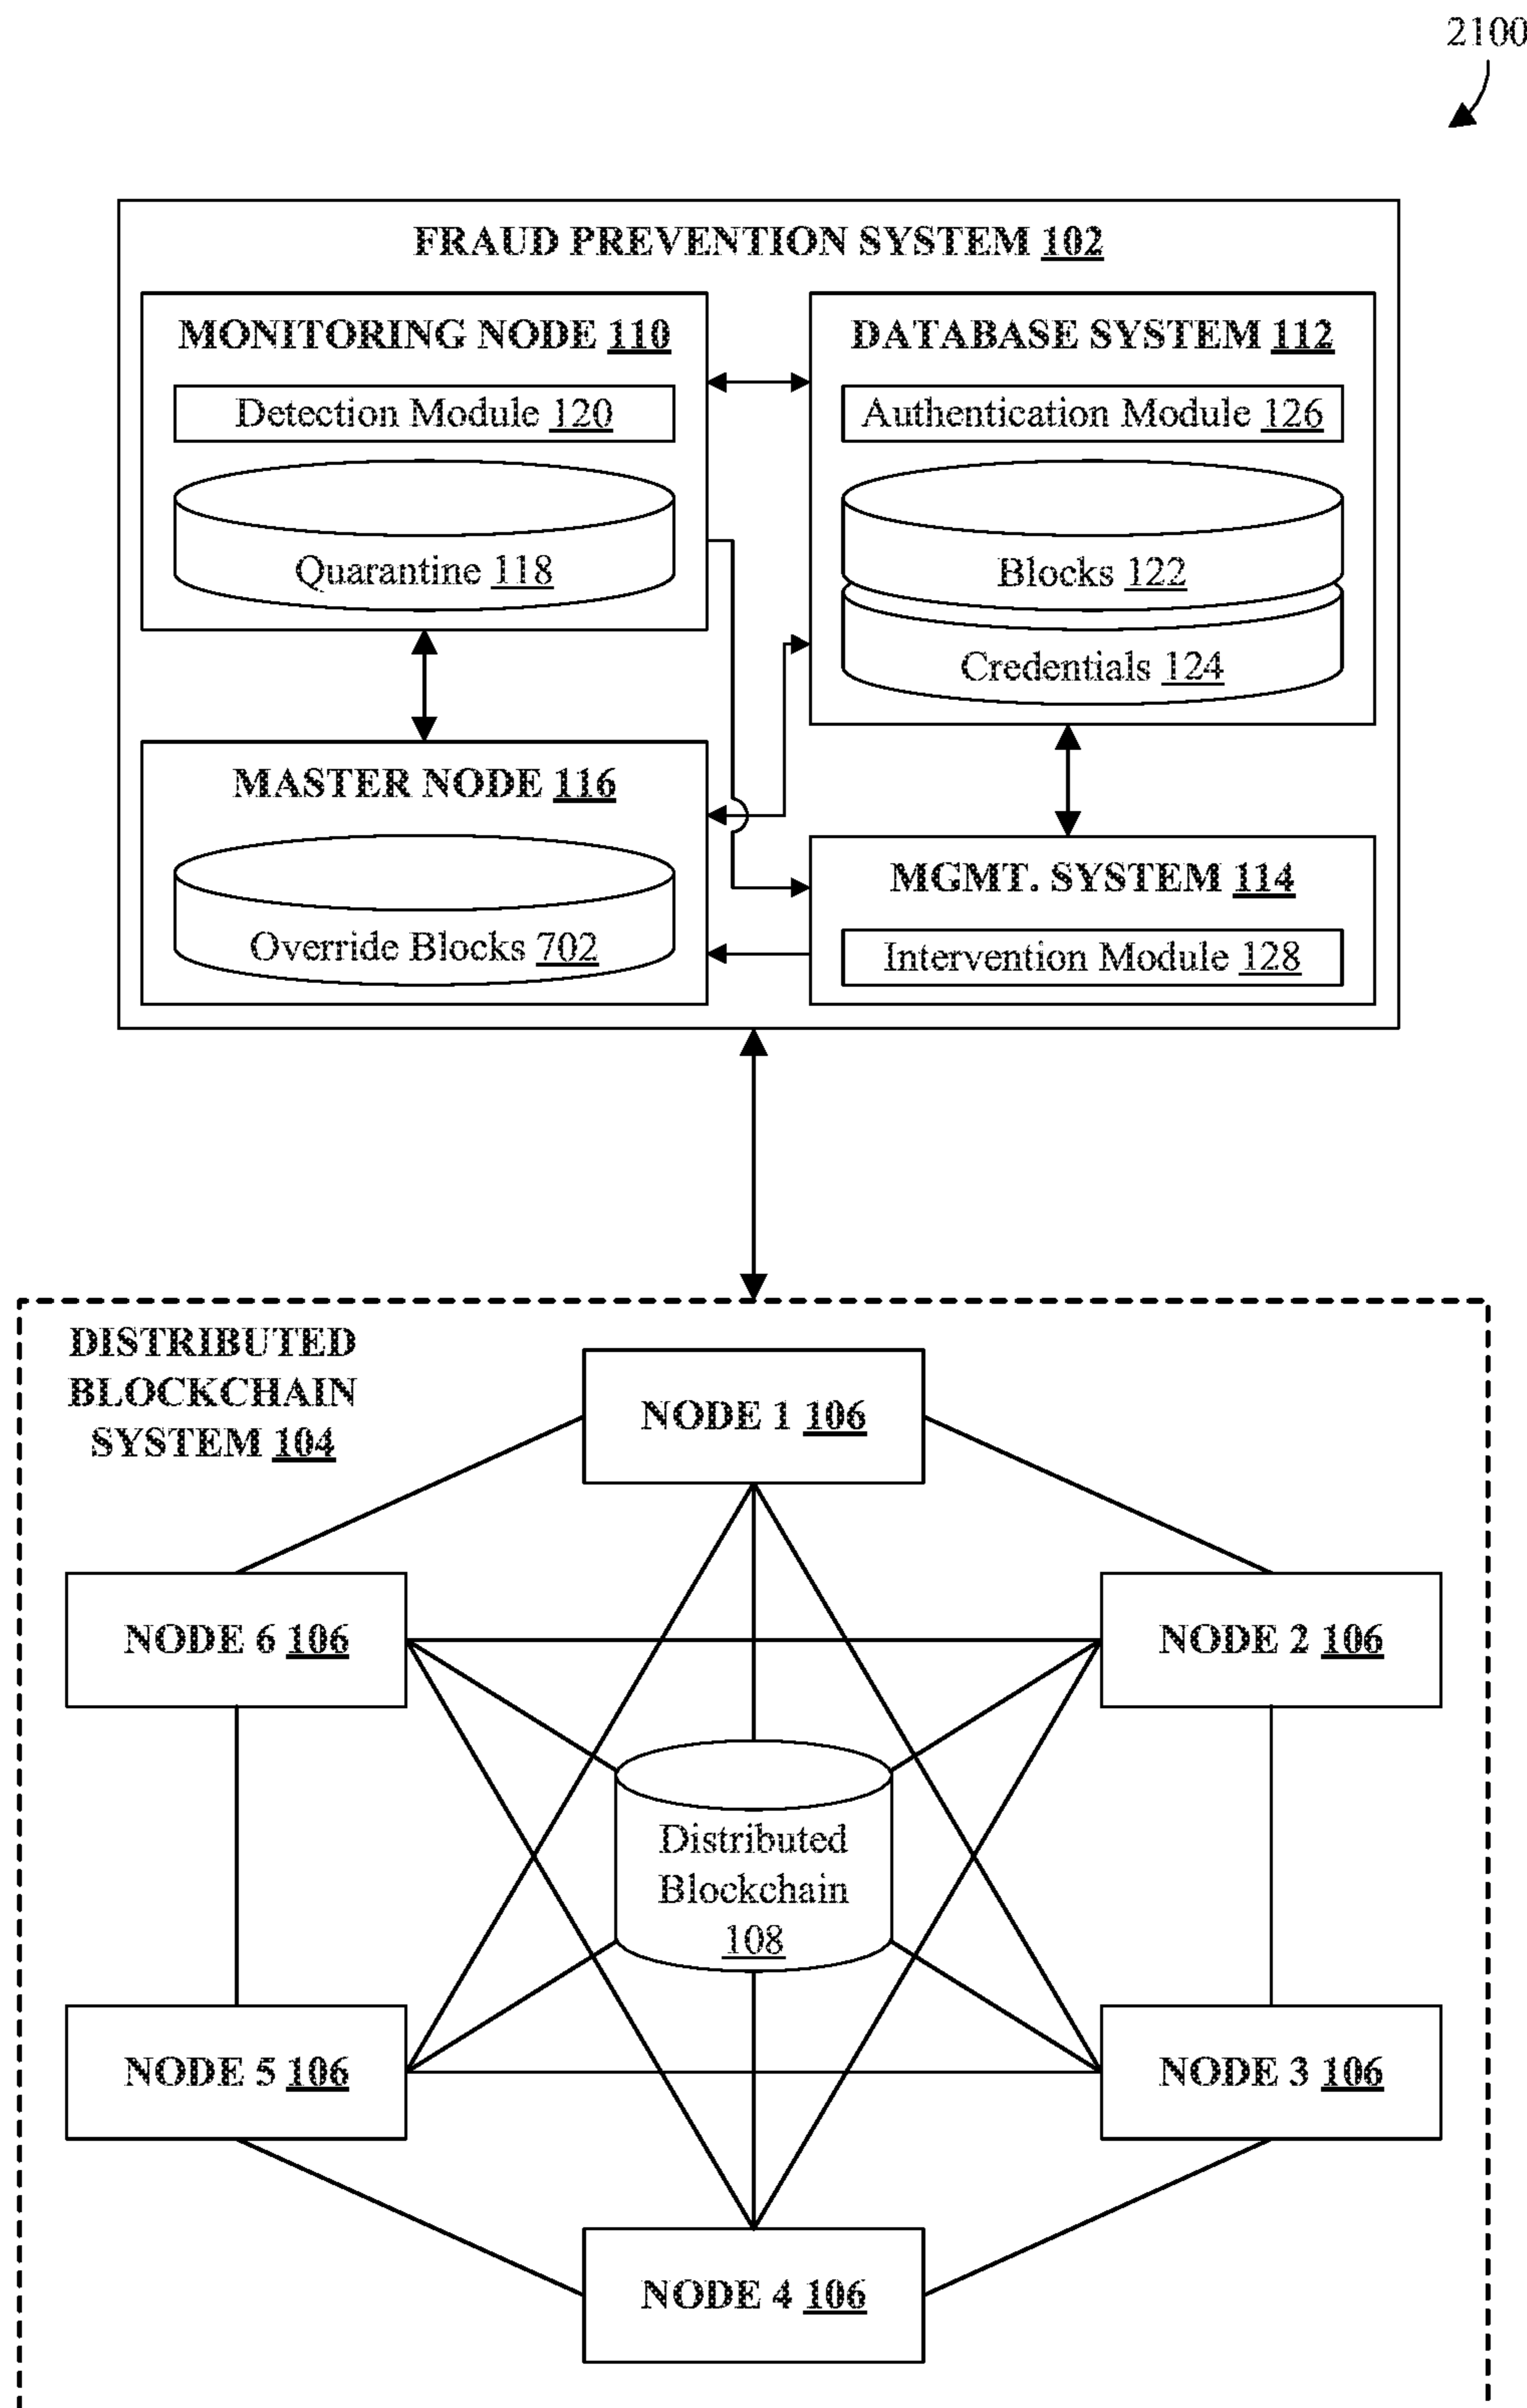 2100
FRAUD PREVENTION SYSTEM 102
MONITORING NODE 110
Detection Module 120
Quarantine 118
DATABASE SYSTEM 112
Authentication Module 126
Blocks 122
Credentials 124
MASTER NODE 116
Override Blocks 702
MGMT. SYSTEM 114
Intervention Module 128
DISTRIBUTED
BLOCKCHAIN
SYSTEM 104
NODE 1 106
NODE 6 106
NODE 2 106
Distributed
Blockchain
108
NODE 5 106
NODE 3 106
NODE 4 106